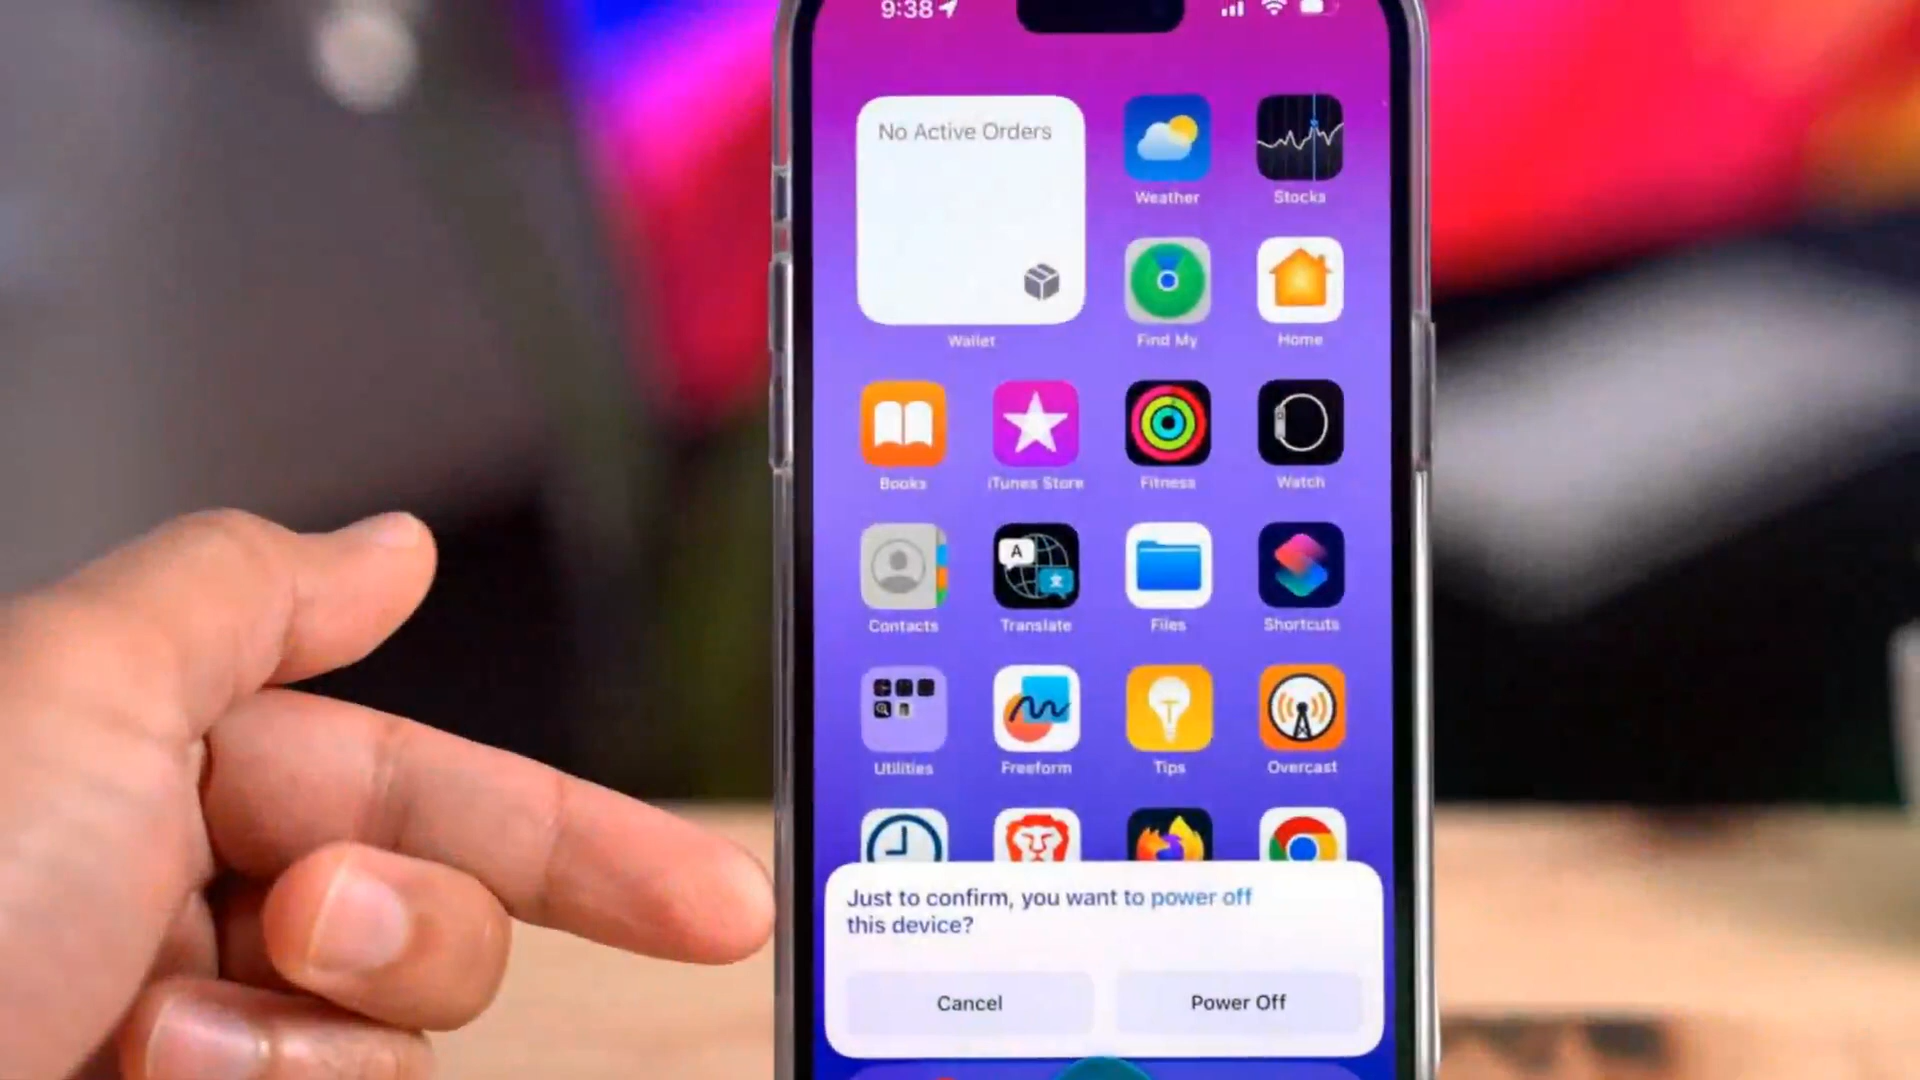 9:38
No Active Orders
Wallet
Weather
Stocks
Find My
Home
Books
iTunes Store
Fitness
Watch
Contacts
A
Translate
Files
Shortcuts
Utilities
Freeform
Tips
Overcast
Just to confirm, you want to power off
this device?
Cancel
Power Off